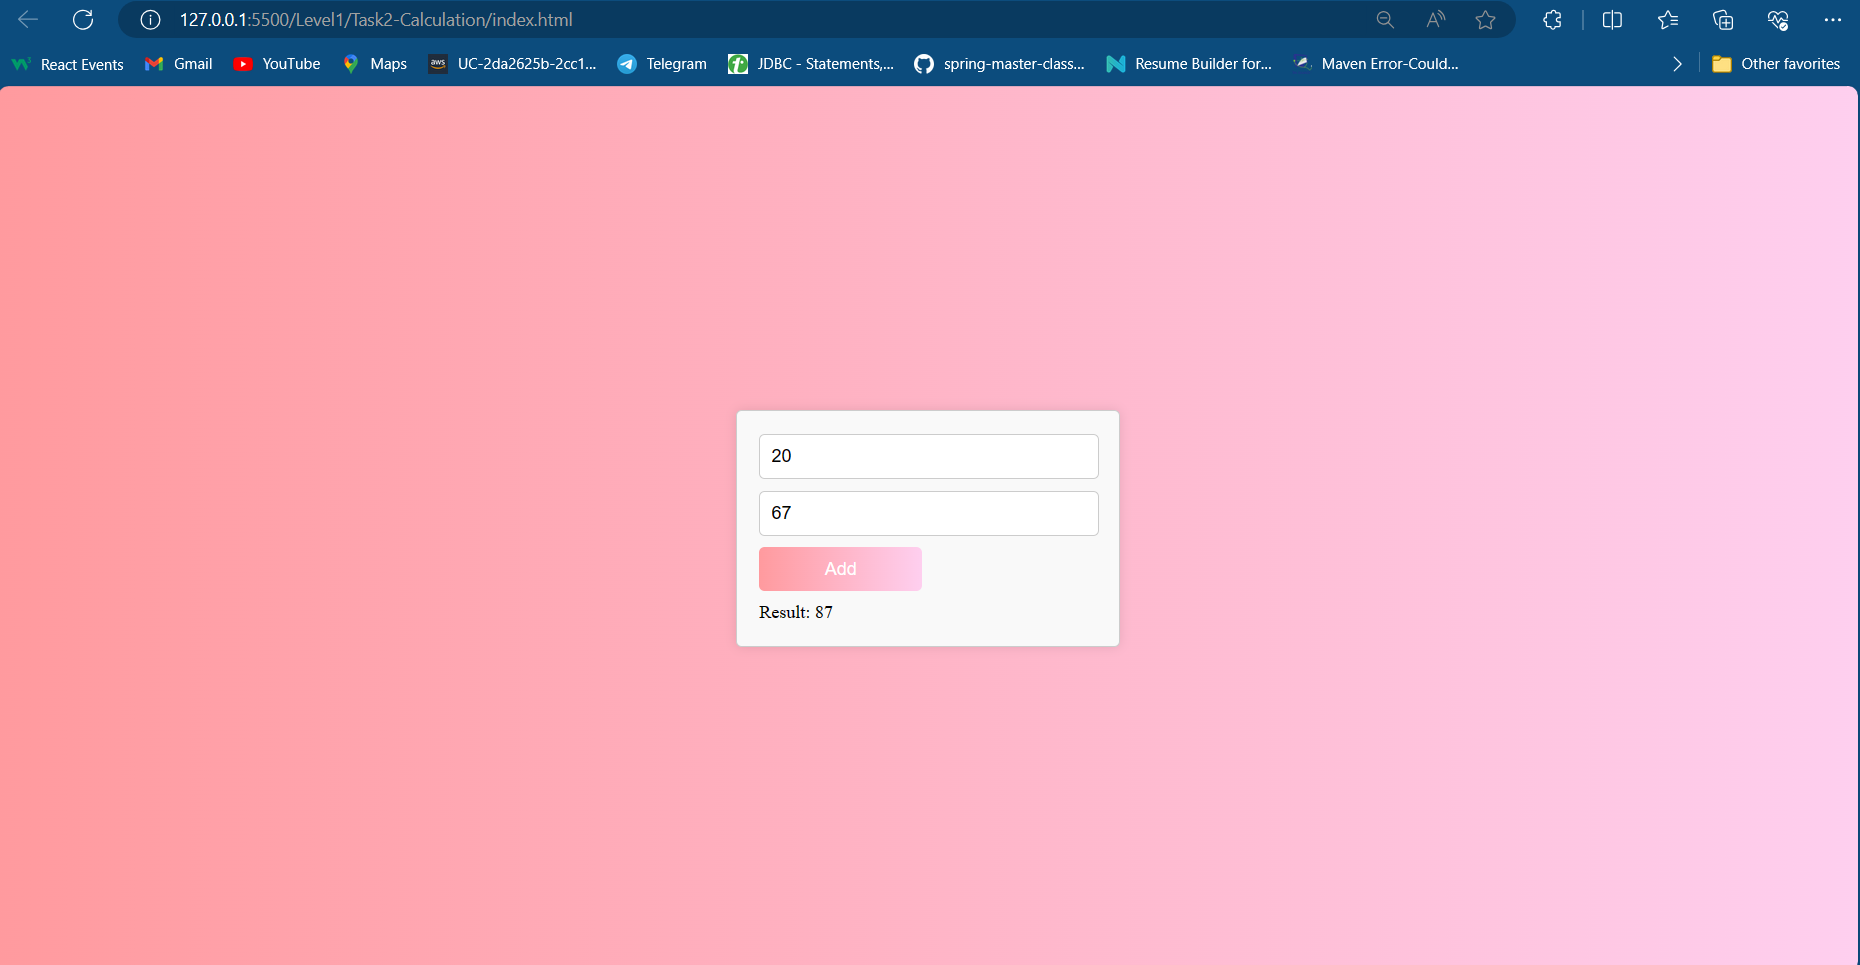 127.0.0.1:5500/Level1/Task2-Calculation/index.html
React Events Gmail YouTube Maps aws UC-2da2625b-2cc1... Telegram JDBC - Statements,... spring-master-class... Resume Builder for... Maven Error-Could... Other favorites
20
67
Add
Result: 87